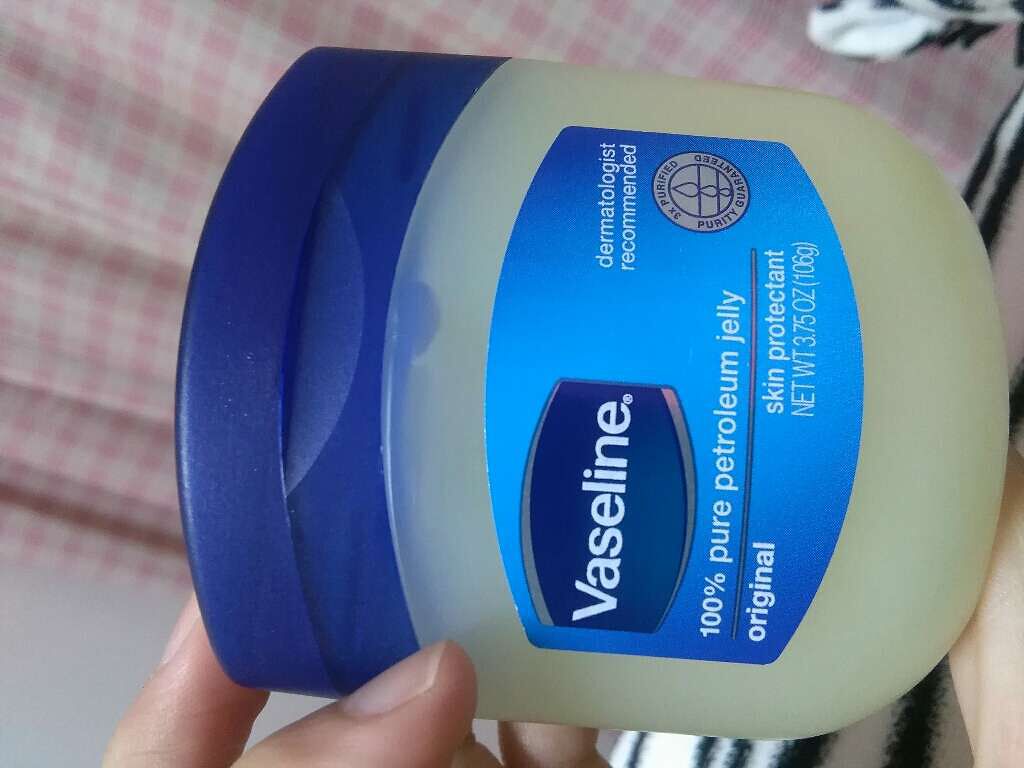 Vaseline®
dermatologist
recommended
3X PURIFIED
PURITY GUARANTEED
100% pure petroleum jelly
original
skin protectant
NET WT 3.75 OZ (106g)